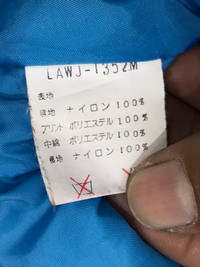 LAWJ-1352M
表地
現地 ナイロン100%
プリント ポリエステル100%
中綿 ポリエステル100%
裏地 ナイロン100%